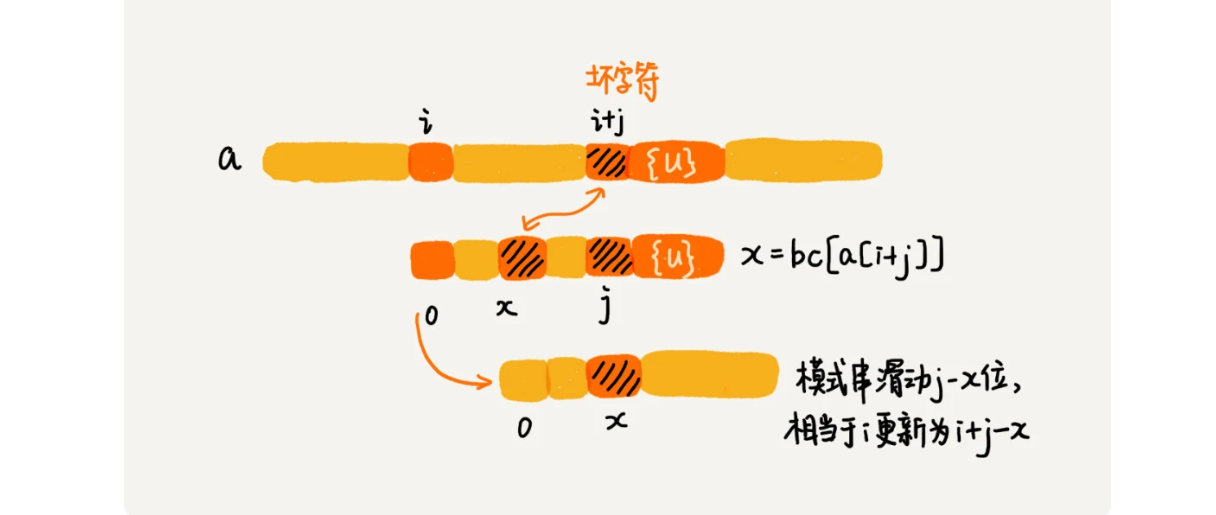 坏字符
i i+j
a {u}
{u} x=bc[a[i+j]]
0 x j
模式串滑动j-x位,
0 x 相当于i更新为i+j-x